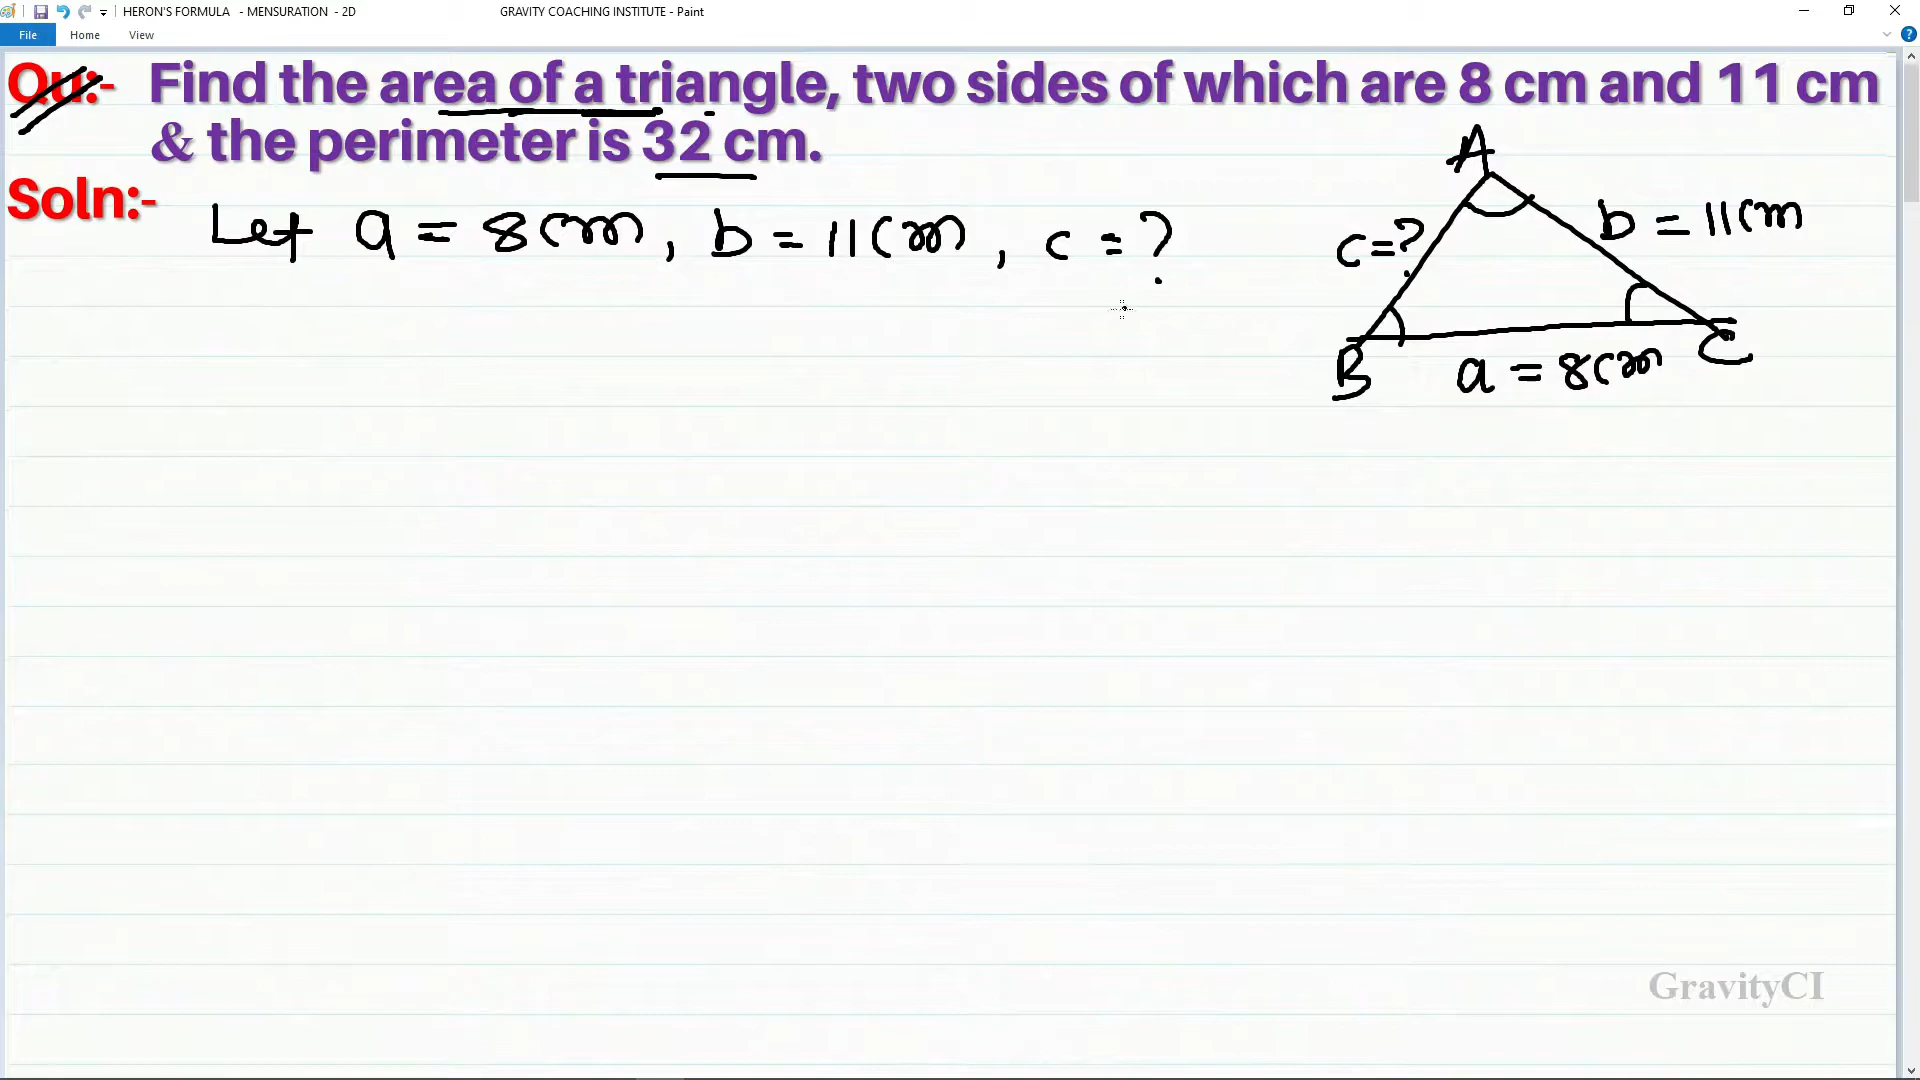 HERON'S FORMULA - MENSURATION - 2D GRAVITY COACHING INSTITUTE - Paint
File Home View
Qu:- Find the area of a triangle, two sides of which are 8 cm and 11 cm
& the perimeter is 32 cm.
Soln:-
Let a = 8cm, b = 11cm, c = ?
A
c=?
b = 11cm
B
a = 8cm
C
GravityCI